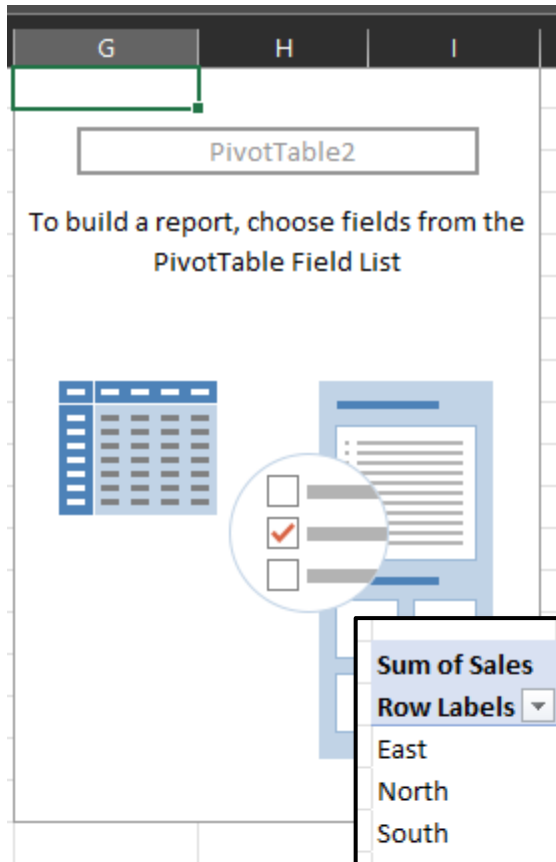 G H I
PivotTable2
To build a report, choose fields from the
PivotTable Field List
Sum of Sales
Row Labels
East
North
South